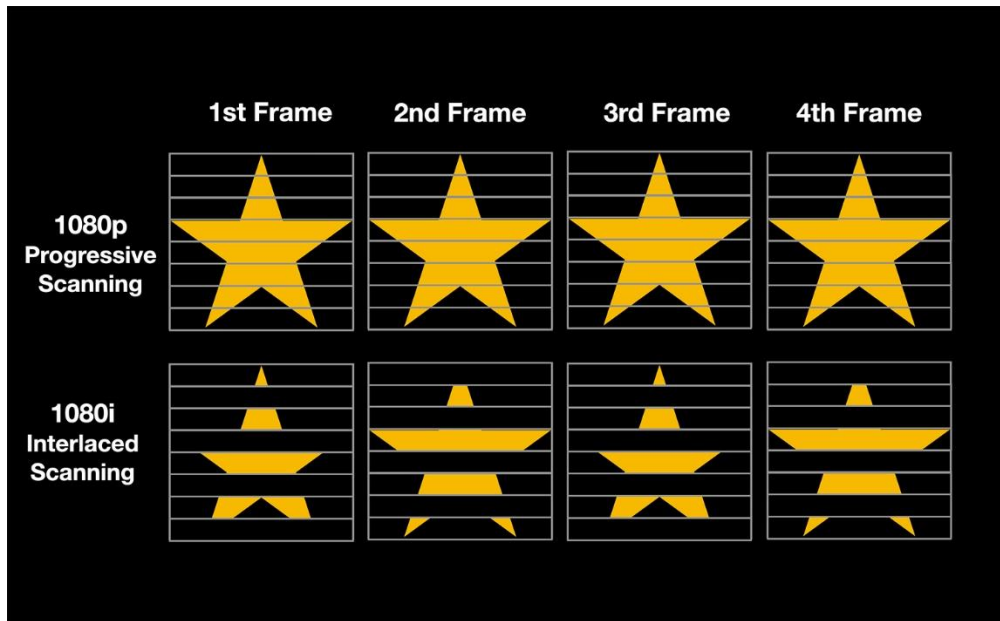 1st Frame
2nd Frame
3rd Frame
4th Frame
1080p
Progressive
Scanning
1080i
Interlaced
Scanning